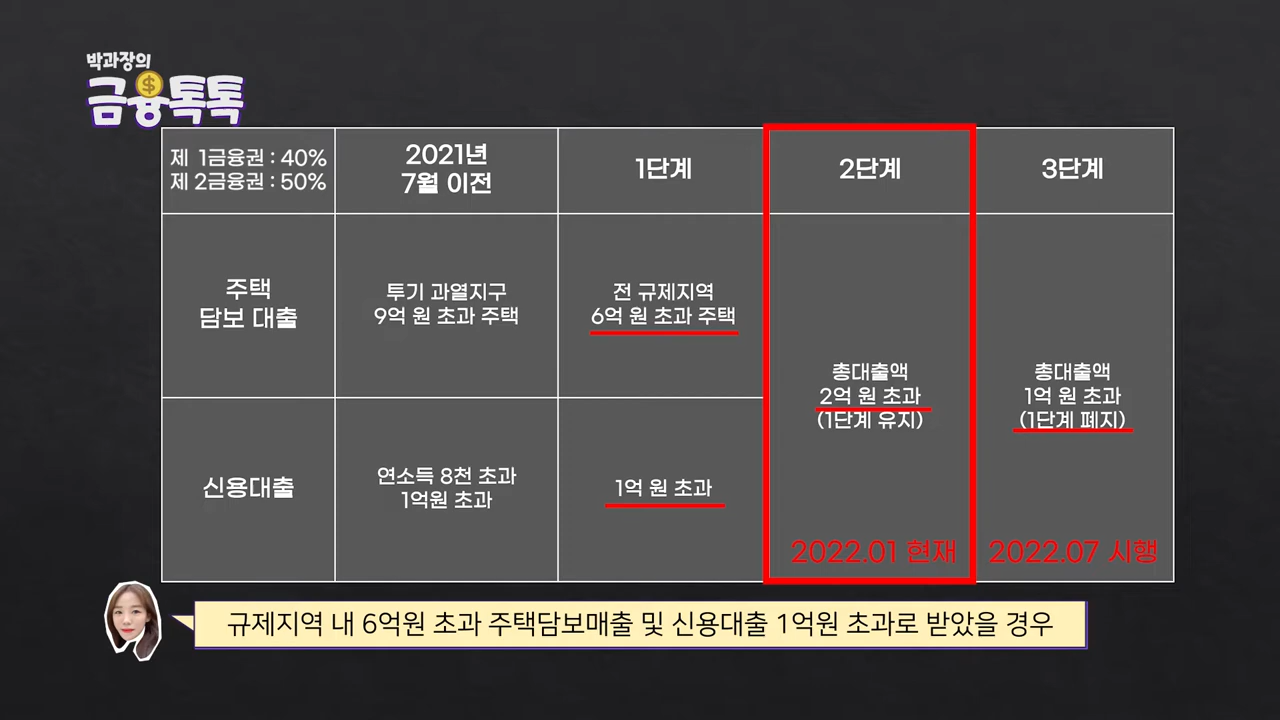 박과장의
금융톡톡
제 1금융권 : 40%
제 2금융권 : 50%
2021년
7월 이전
1단계
2단계
3단계
주택
담보 대출
투기 과열지구
9억 원 초과 주택
전 규제지역
6억 원 초과 주택
총대출액
2억 원 초과
(1단계 유지)
총대출액
1억 원 초과
(1단계 폐지)
신용대출
연소득 8천 초과
1억원 초과
1억 원 초과
2022.01 현재
2022.07 시행
규제지역 내 6억원 초과 주택담보매출 및 신용대출 1억원 초과로 받았을 경우